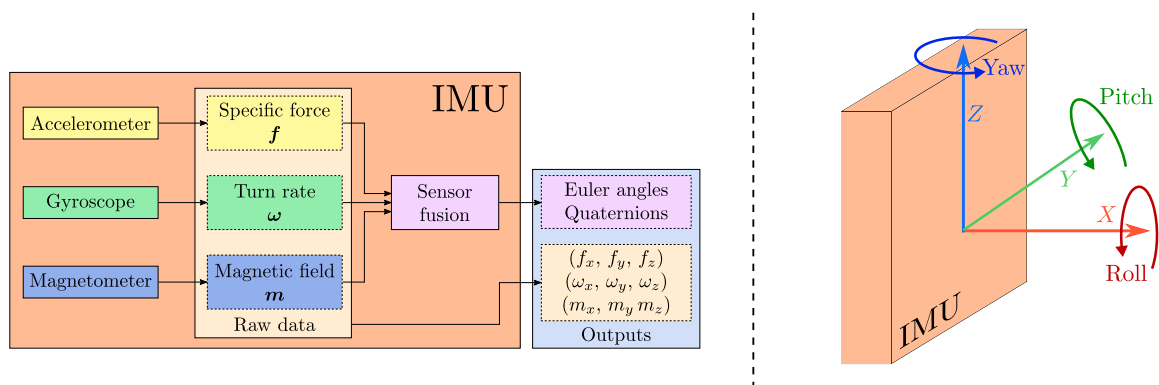 IMU
Accelerometer
Specific force
f
Gyroscope
Turn rate
ω
Sensor
fusion
Magnetometer
Magnetic field
m
Raw data
Euler angles
Quaternions
(fx, fy, fz)
(ωx, ωy, ωz)
(mx, my mz)
Outputs
Yaw
Z
Pitch
Y
X
Roll
IMU